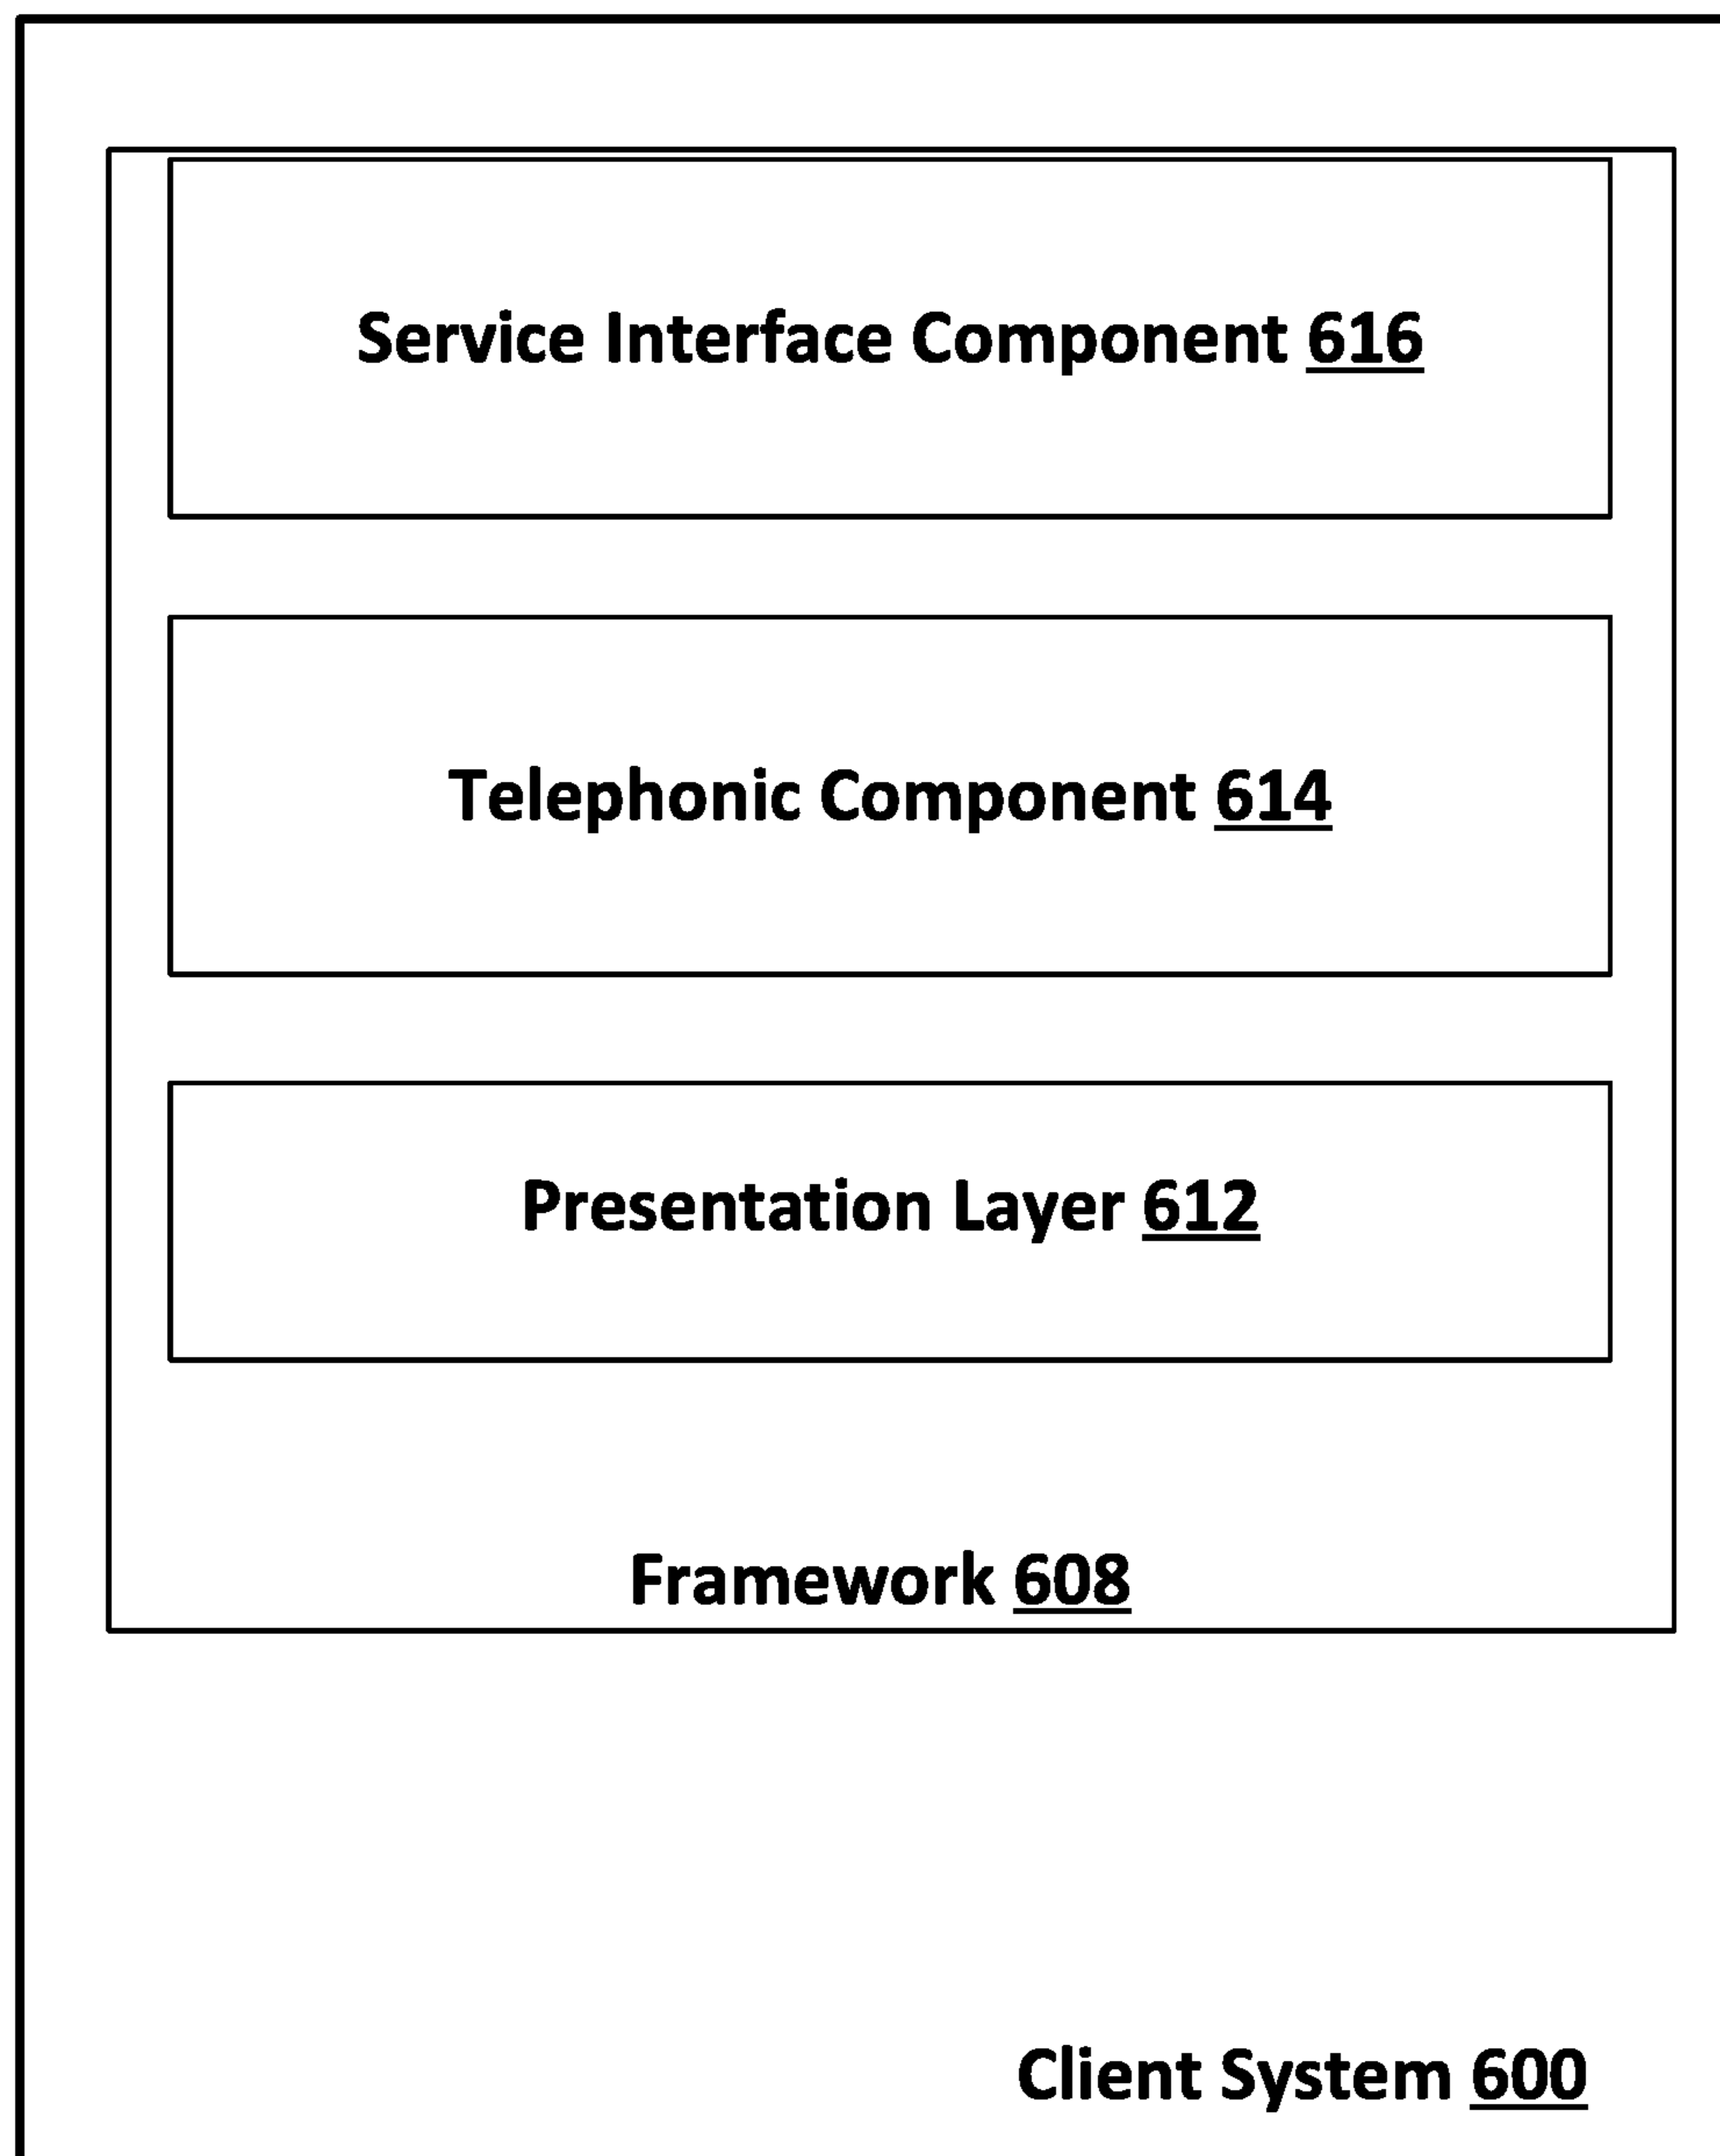 Service Interface Component 616
Telephonic Component 614
Presentation Layer 612
Framework 608
Client System 600